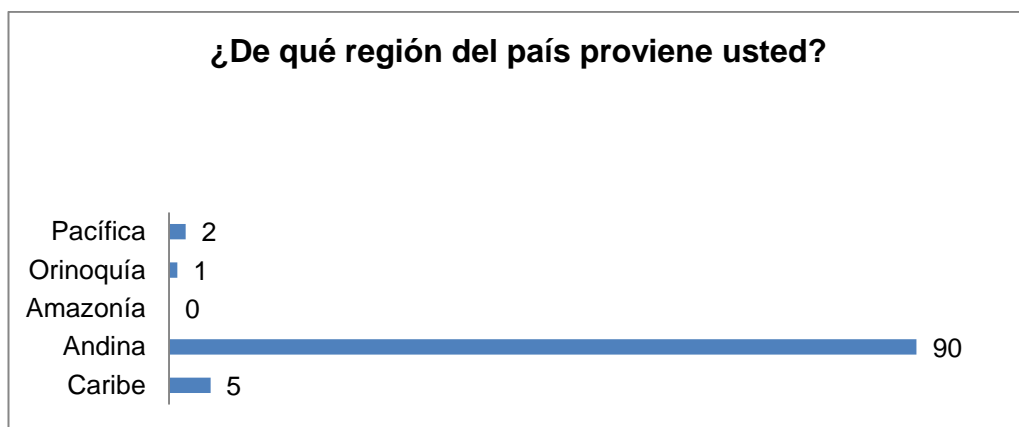 ¿De qué región del país proviene usted?
Pacífica 2
Orinoquía 1
Amazonía 0
Andina 90
Caribe 5